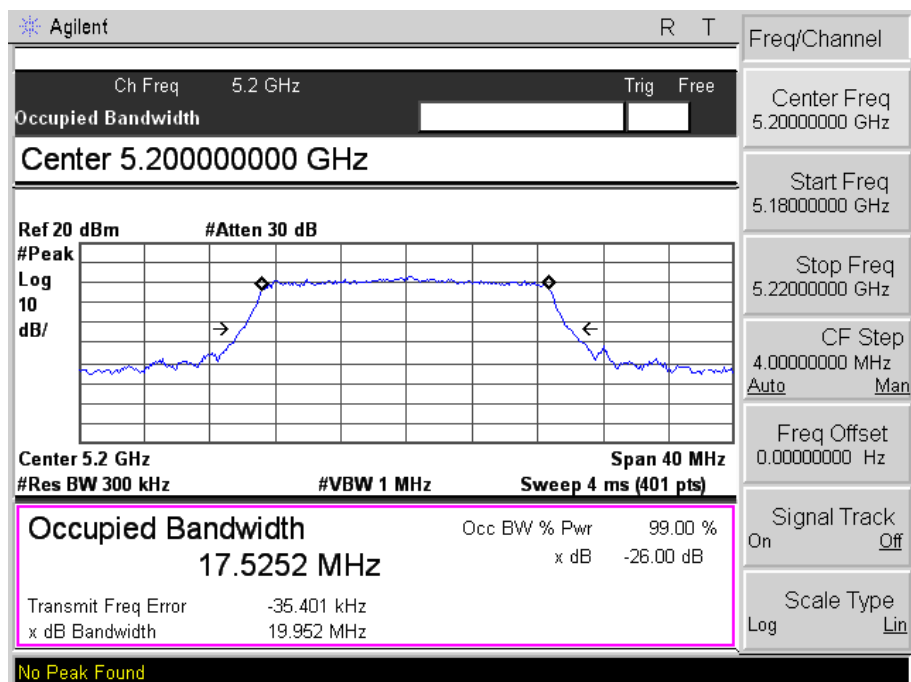 Agilent R T
Freq/Channel
Ch Freq 5.2 GHz Trig Free
Occupied Bandwidth
Center 5.200000000 GHz
Center Freq
5.20000000 GHz
Start Freq
5.18000000 GHz
Stop Freq
5.22000000 GHz
CF Step
4.00000000 MHz
Auto Man
Freq Offset
0.00000000 Hz
Signal Track
On Off
Scale Type
Log Lin
Ref 20 dBm #Atten 30 dB
#Peak
Log
10
dB/
Center 5.2 GHz Span 40 MHz
#Res BW 300 kHz #VBW 1 MHz Sweep 4 ms (401 pts)
Occupied Bandwidth Occ BW % Pwr 99.00 %
17.5252 MHz x dB -26.00 dB
Transmit Freq Error -35.401 kHz
x dB Bandwidth 19.952 MHz
No Peak Found